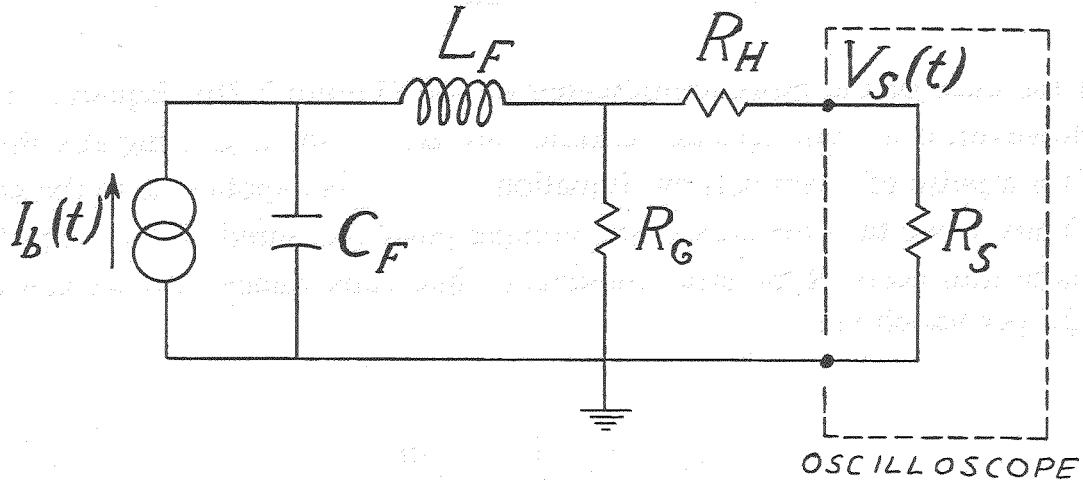 L_F
R_H
V_S(t)
I_b(t)
C_F
R_G
R_S
OSCILLOSCOPE